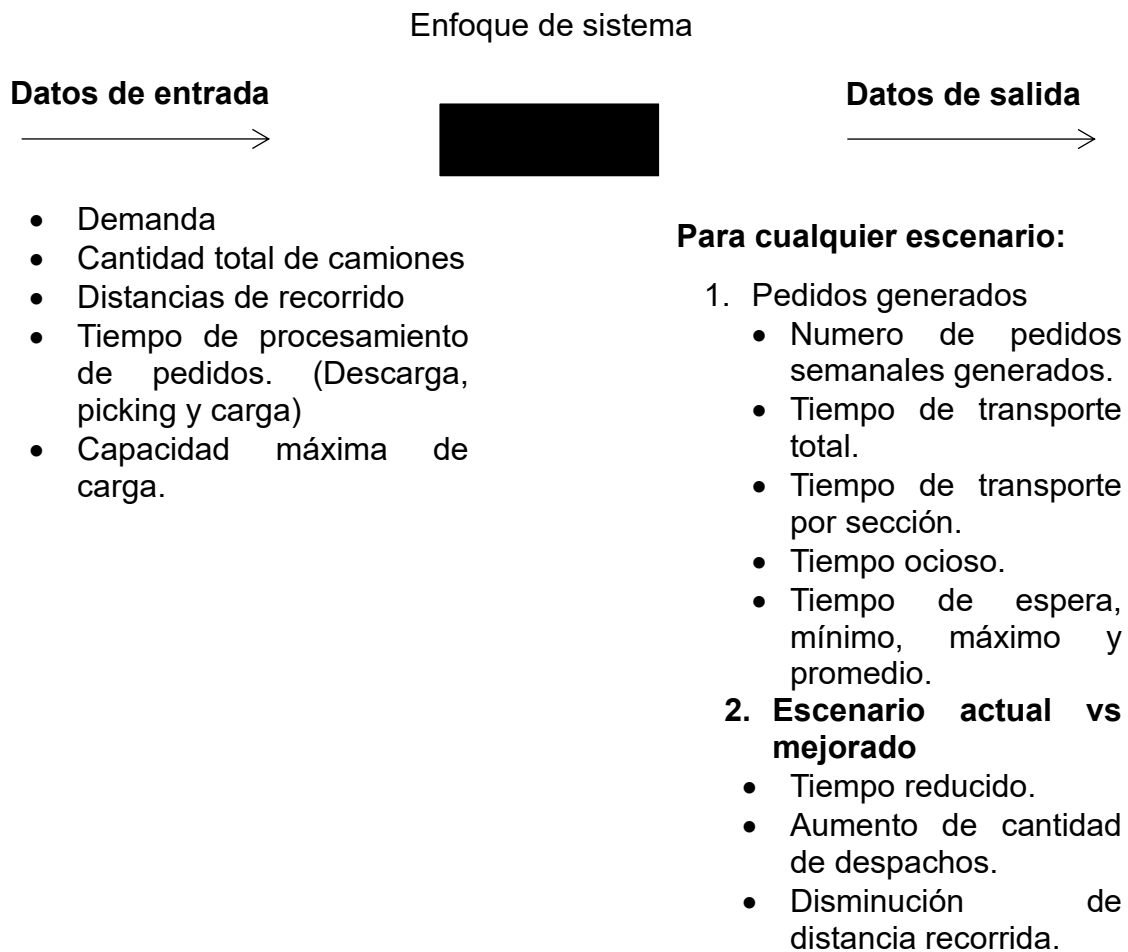 Enfoque de sistema
Datos de entrada
Datos de salida
• Demanda
• Cantidad total de camiones
• Distancias de recorrido
• Tiempo de procesamiento
de pedidos. (Descarga,
picking y carga)
• Capacidad máxima de
carga.
Para cualquier escenario:
1. Pedidos generados
• Numero de pedidos
semanales generados.
• Tiempo de transporte
total.
• Tiempo de transporte
por sección.
• Tiempo ocioso.
• Tiempo de espera,
mínimo, máximo y
promedio.
2. Escenario actual vs
mejorado
• Tiempo reducido.
• Aumento de cantidad
de despachos.
• Disminución de
distancia recorrida.